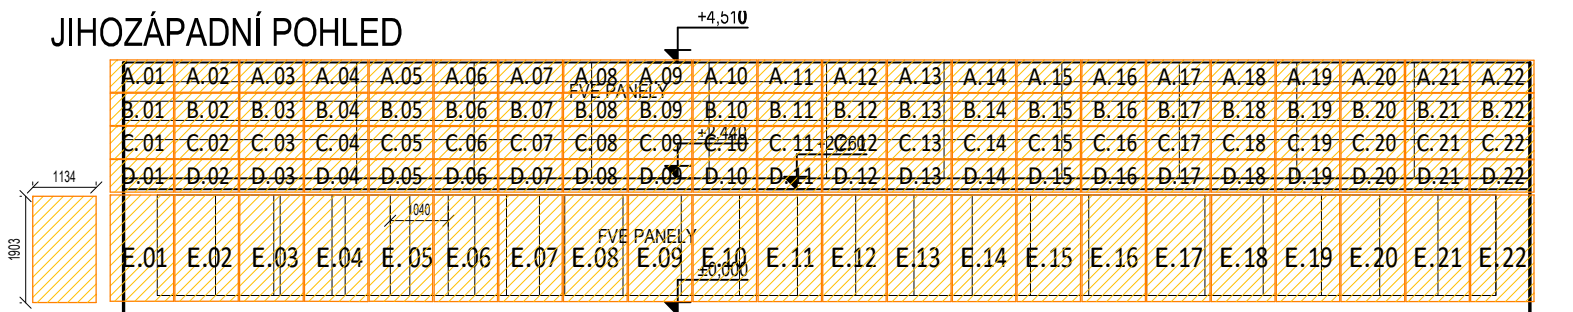 JIHOZÁPADNÍ POHLED
+4,510
A.01 A.02 A.03 A.04 A.05 A.06 A.07 A.08 A.09 A.10 A.11 A.12 A.13 A.14 A.15 A.16 A.17 A.18 A.19 A.20 A.21 A.22
FVE PANELY
B.01 B.02 B.03 B.04 B.05 B.06 B.07 B.08 B.09 B.10 B.11 B.12 B.13 B.14 B.15 B.16 B.17 B.18 B.19 B.20 B.21 B.22
+2,440
C.01 C.02 C.03 C.04 C.05 C.06 C.07 C.08 C.09 C.10 C.11 C.12 C.13 C.14 C.15 C.16 C.17 C.18 C.19 C.20 C.21 C.22
+2,260
D.01 D.02 D.03 D.04 D.05 D.06 D.07 D.08 D.09 D.10 D.11 D.12 D.13 D.14 D.15 D.16 D.17 D.18 D.19 D.20 D.21 D.22
1134
1903
1040
FVE PANELY
E.01 E.02 E.03 E.04 E.05 E.06 E.07 E.08 E.09 E.10 E.11 E.12 E.13 E.14 E.15 E.16 E.17 E.18 E.19 E.20 E.21 E.22
±0,000